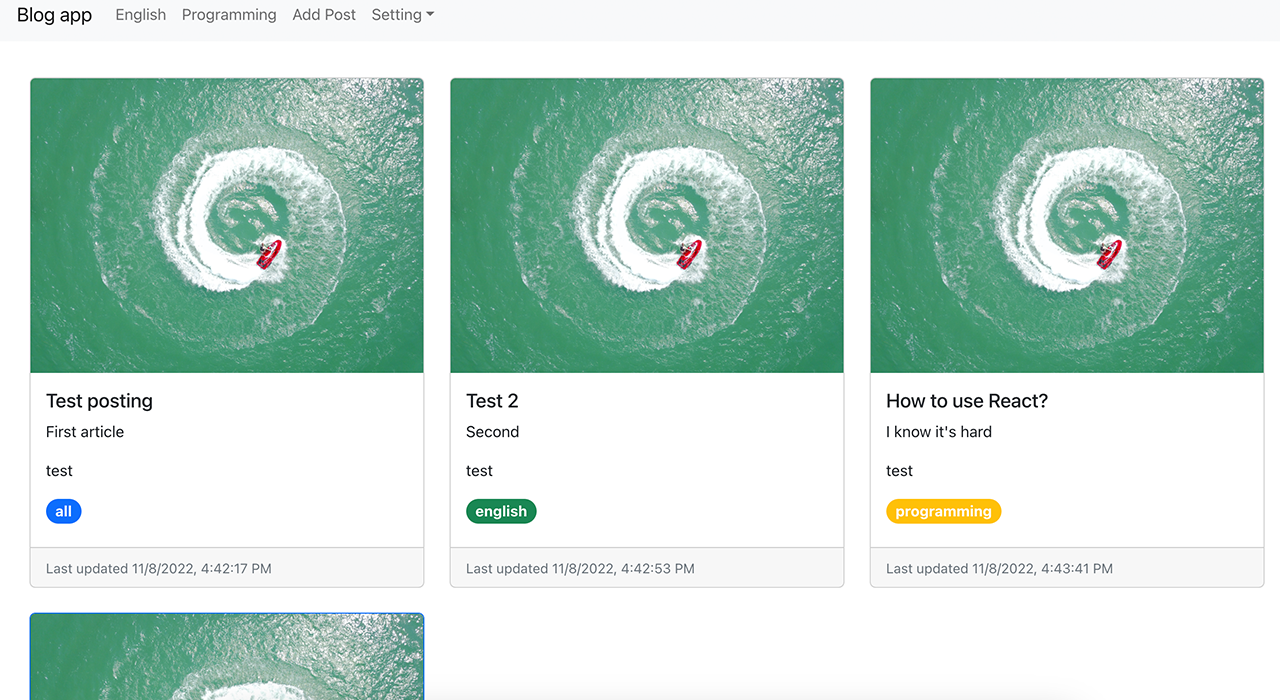 Blog app English Programming Add Post Setting
Test posting
First article
test
all
Last updated 11/8/2022, 4:42:17 PM
Test 2
Second
test
english
Last updated 11/8/2022, 4:42:53 PM
How to use React?
I know it's hard
test
programming
Last updated 11/8/2022, 4:43:41 PM